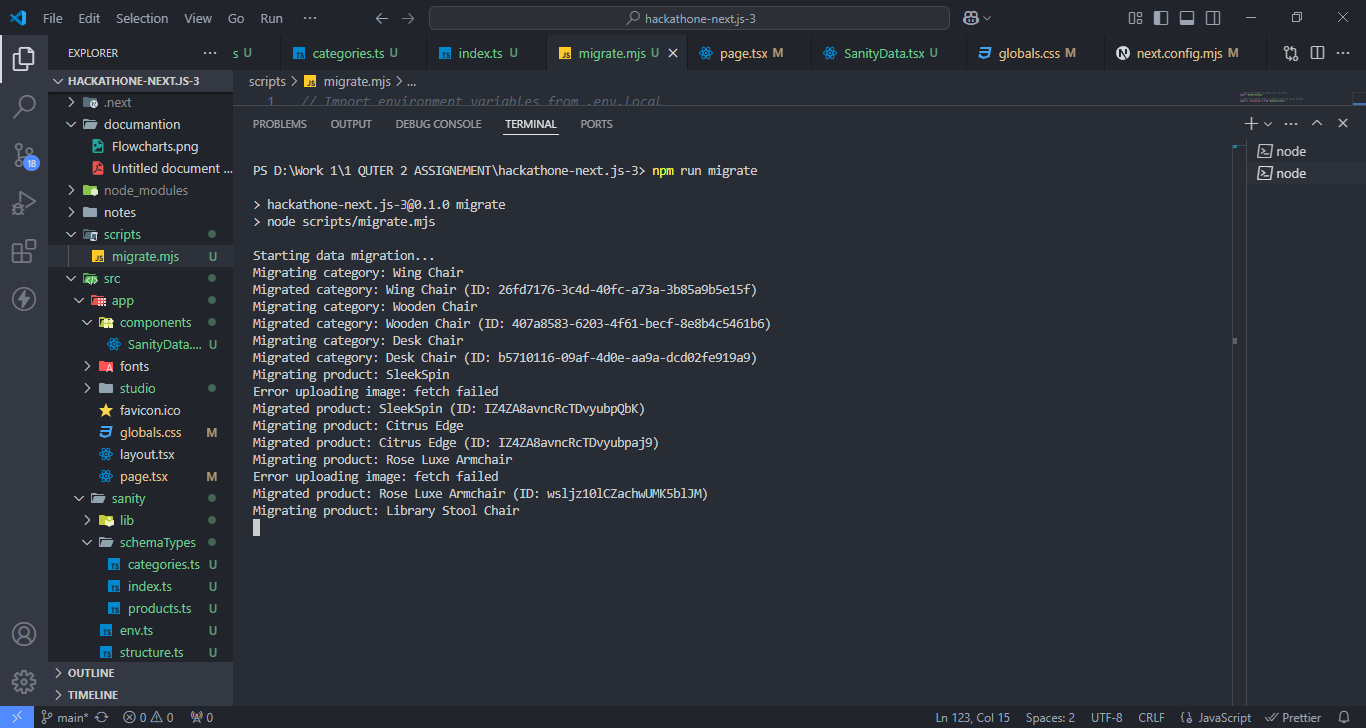 File Edit Selection View Go Run ···
hackathone-next.js-3
EXPLORER ···
s U
categories.ts U
index.ts U
migrate.mjs U
page.tsx M
SanityData.tsx U
globals.css M
next.config.mjs M
HACKATHONE-NEXT.JS-3
.next
documantion
Flowcharts.png
Untitled document ...
node_modules
notes
scripts
migrate.mjs U
src
app
components
SanityData.... U
fonts
studio
favicon.ico
globals.css M
layout.tsx
page.tsx M
sanity
lib
schemaTypes
categories.ts U
index.ts U
products.ts U
env.ts U
structure.ts U
OUTLINE
TIMELINE
18
scripts > JS migrate.mjs > ...
1 // Import environment variables from .env.local
PROBLEMS OUTPUT DEBUG CONSOLE TERMINAL PORTS
node
node
PS D:\Work 1\1 QUTER 2 ASSIGNEMENT\hackathone-next.js-3> npm run migrate
> hackathone-next.js-3@0.1.0 migrate
> node scripts/migrate.mjs
Starting data migration...
Migrating category: Wing Chair
Migrated category: Wing Chair (ID: 26fd7176-3c4d-40fc-a73a-3b85a9b5e15f)
Migrating category: Wooden Chair
Migrated category: Wooden Chair (ID: 407a8583-6203-4f61-becf-8e8b4c5461b6)
Migrating category: Desk Chair
Migrated category: Desk Chair (ID: b5710116-09af-4d0e-aa9a-dcd02fe919a9)
Migrating product: SleekSpin
Error uploading image: fetch failed
Migrated product: SleekSpin (ID: IZ4ZA8avncRcTDvyubpQbK)
Migrating product: Citrus Edge
Migrated product: Citrus Edge (ID: IZ4ZA8avncRcTDvyubpaj9)
Migrating product: Rose Luxe Armchair
Error uploading image: fetch failed
Migrated product: Rose Luxe Armchair (ID: wsljz10lCZachwUMK5blJM)
Migrating product: Library Stool Chair
main* 0 0 0
Ln 123, Col 15 Spaces: 2 UTF-8 CRLF {} JavaScript Prettier